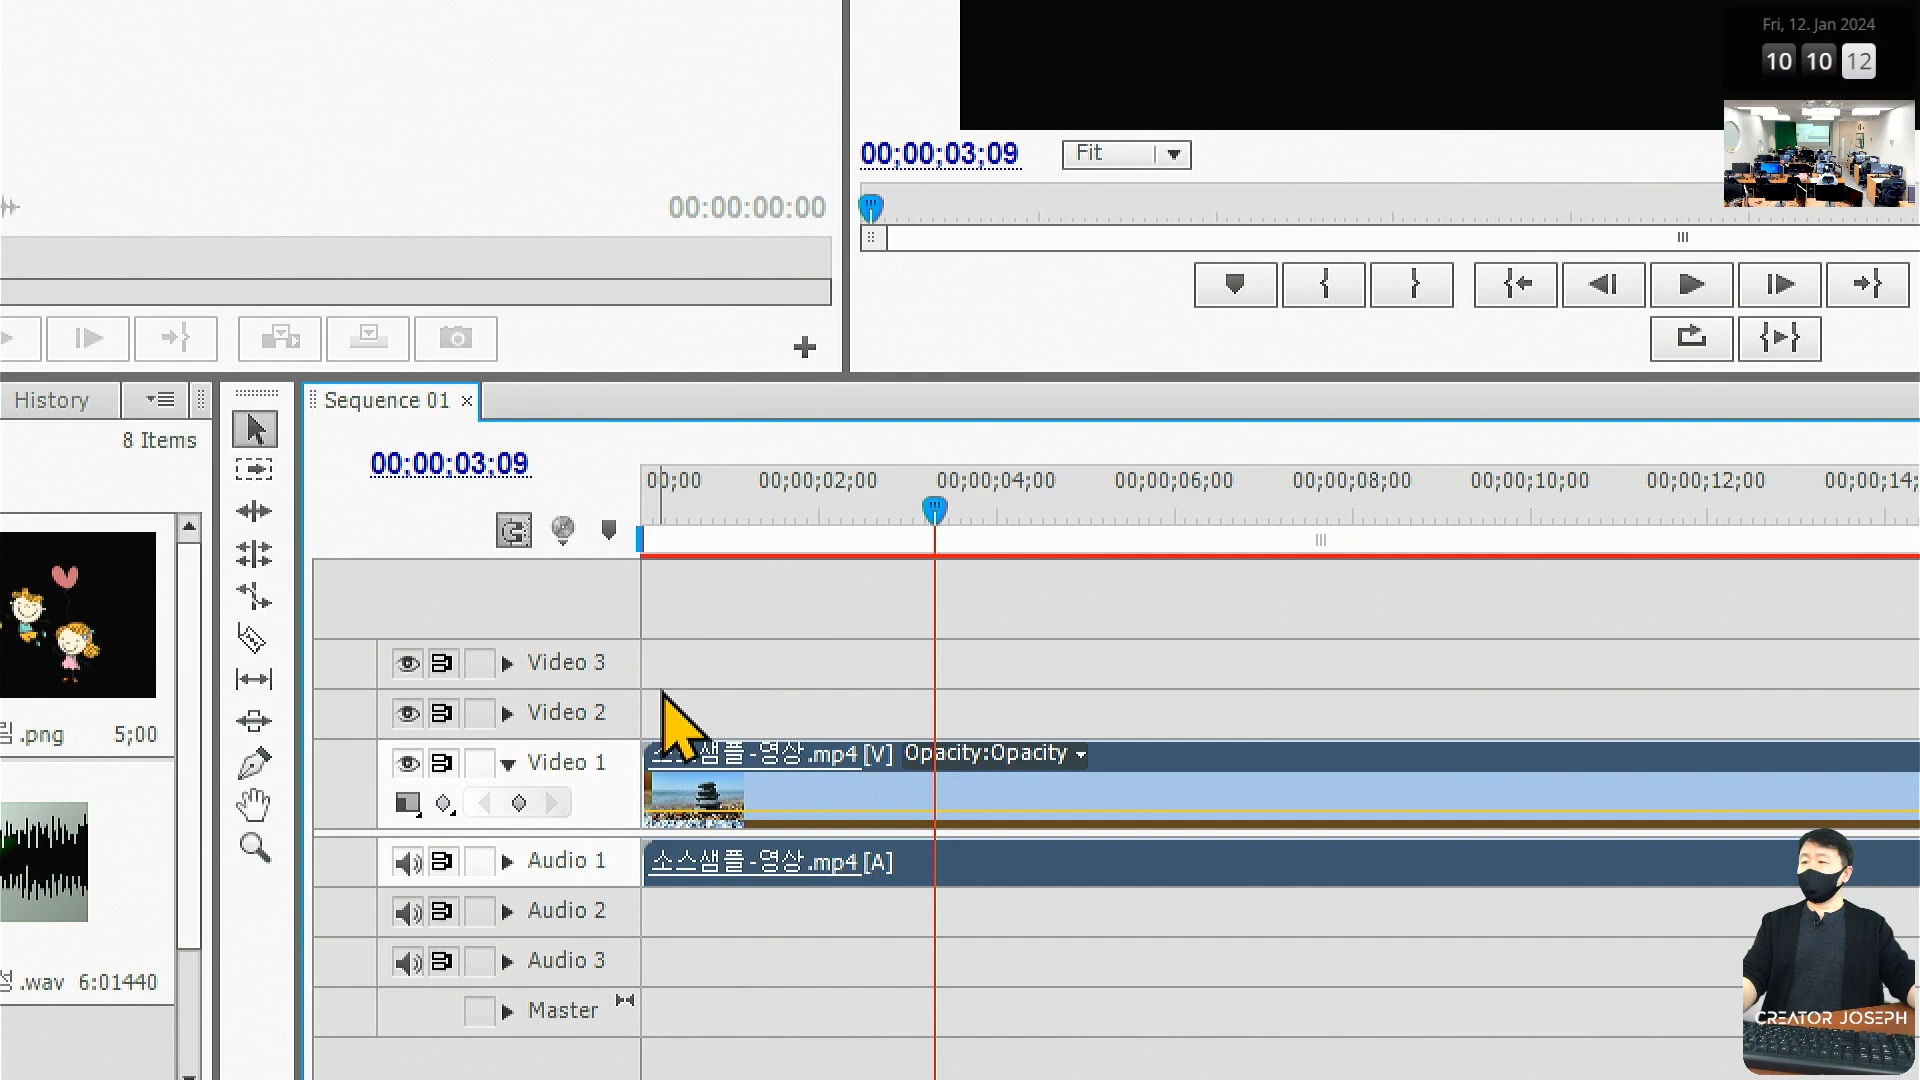 Fri, 12. Jan 2024
10 10 12
00;00;03;09
Fit
00:00:00:00
History
Sequence 01
8 Items
00;00;03;09
00;00
00;00;02;00
00;00;04;00
00;00;06;00
00;00;08;00
00;00;10;00
00;00;12;00
00;00;14;
Video 3
.png 5;00
Video 2
Video 1
소스샘플-영상.mp4 [V] Opacity:Opacity
Audio 1
소스샘플-영상.mp4 [A]
Audio 2
Audio 3
.wav 6:01440
Master
CREATOR JOSEPH